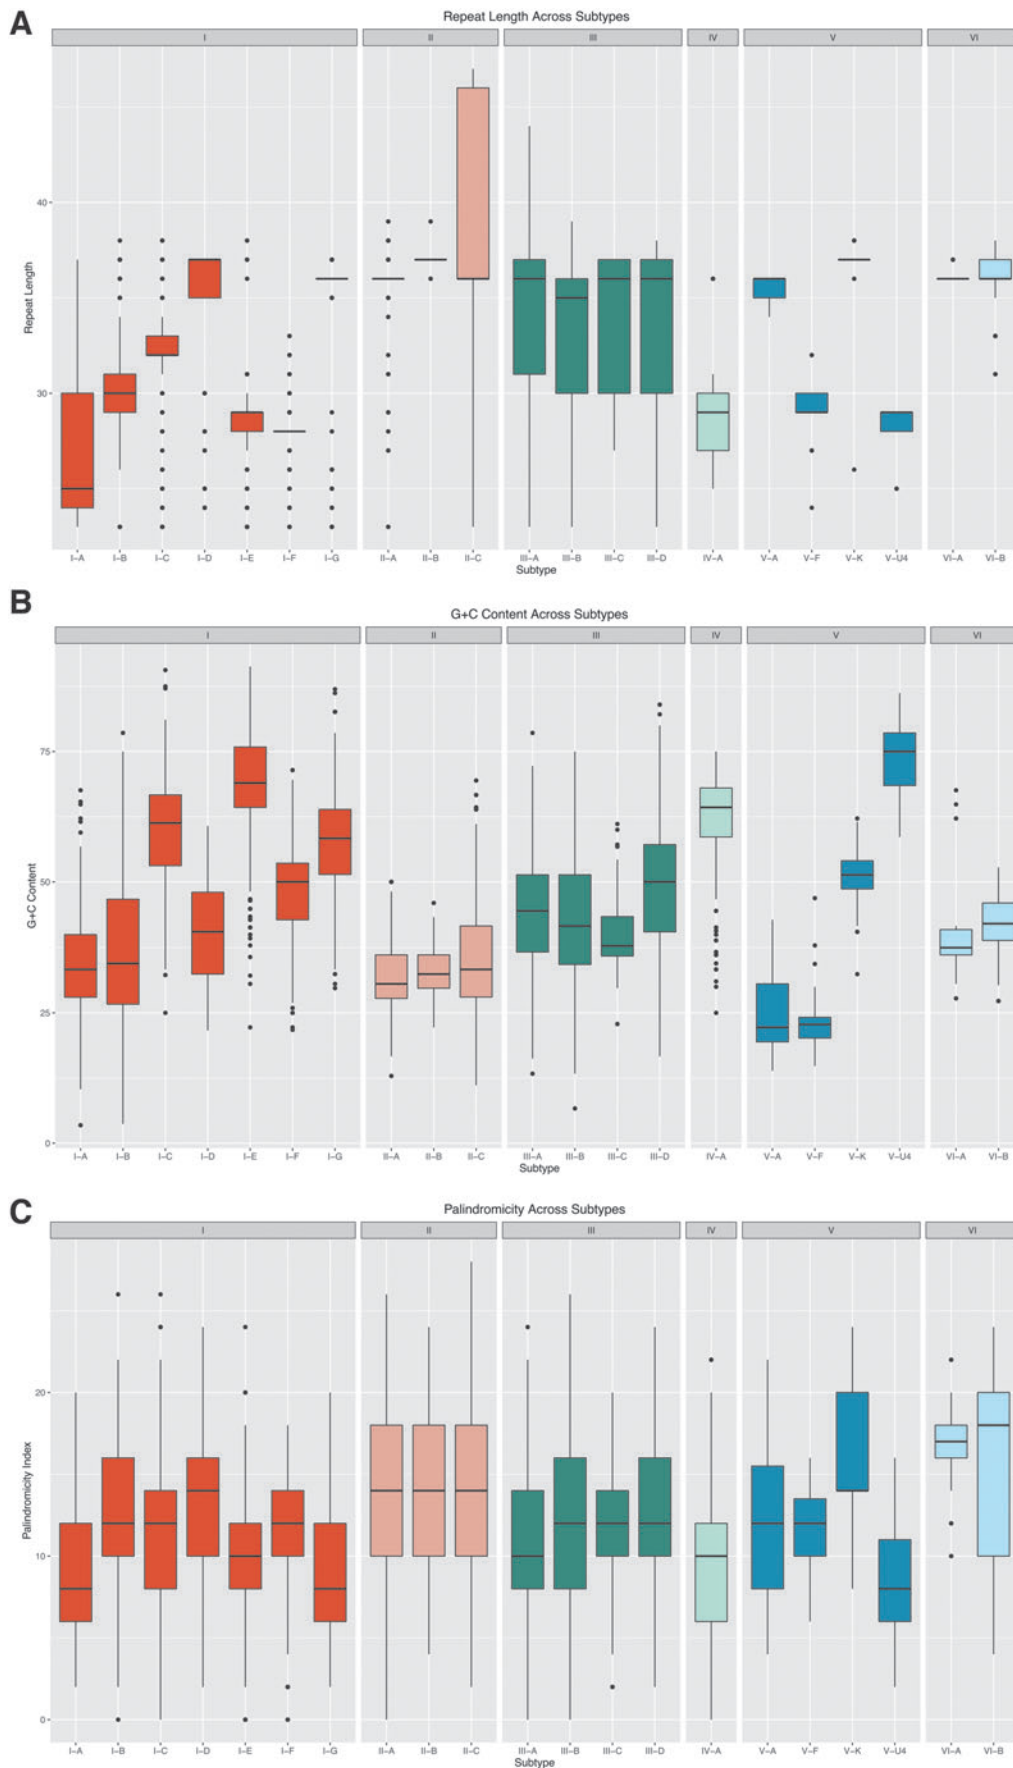 A
Repeat Length Across Subtypes
I II III IV V VI
Repeat Length
40
30
I-A I-B I-C I-D I-E I-F I-G II-A II-B II-C III-A III-B III-C III-D IV-A V-A V-F V-K V-U4 VI-A VI-B
Subtype
B
G+C Content Across Subtypes
I II III IV V VI
G+C Content
75
50
25
0
I-A I-B I-C I-D I-E I-F I-G II-A II-B II-C III-A III-B III-C III-D IV-A V-A V-F V-K V-U4 VI-A VI-B
Subtype
C
Palindromicity Across Subtypes
I II III IV V VI
Palindromicity Index
20
10
0
I-A I-B I-C I-D I-E I-F I-G II-A II-B II-C III-A III-B III-C III-D IV-A V-A V-F V-K V-U4 VI-A VI-B
Subtype